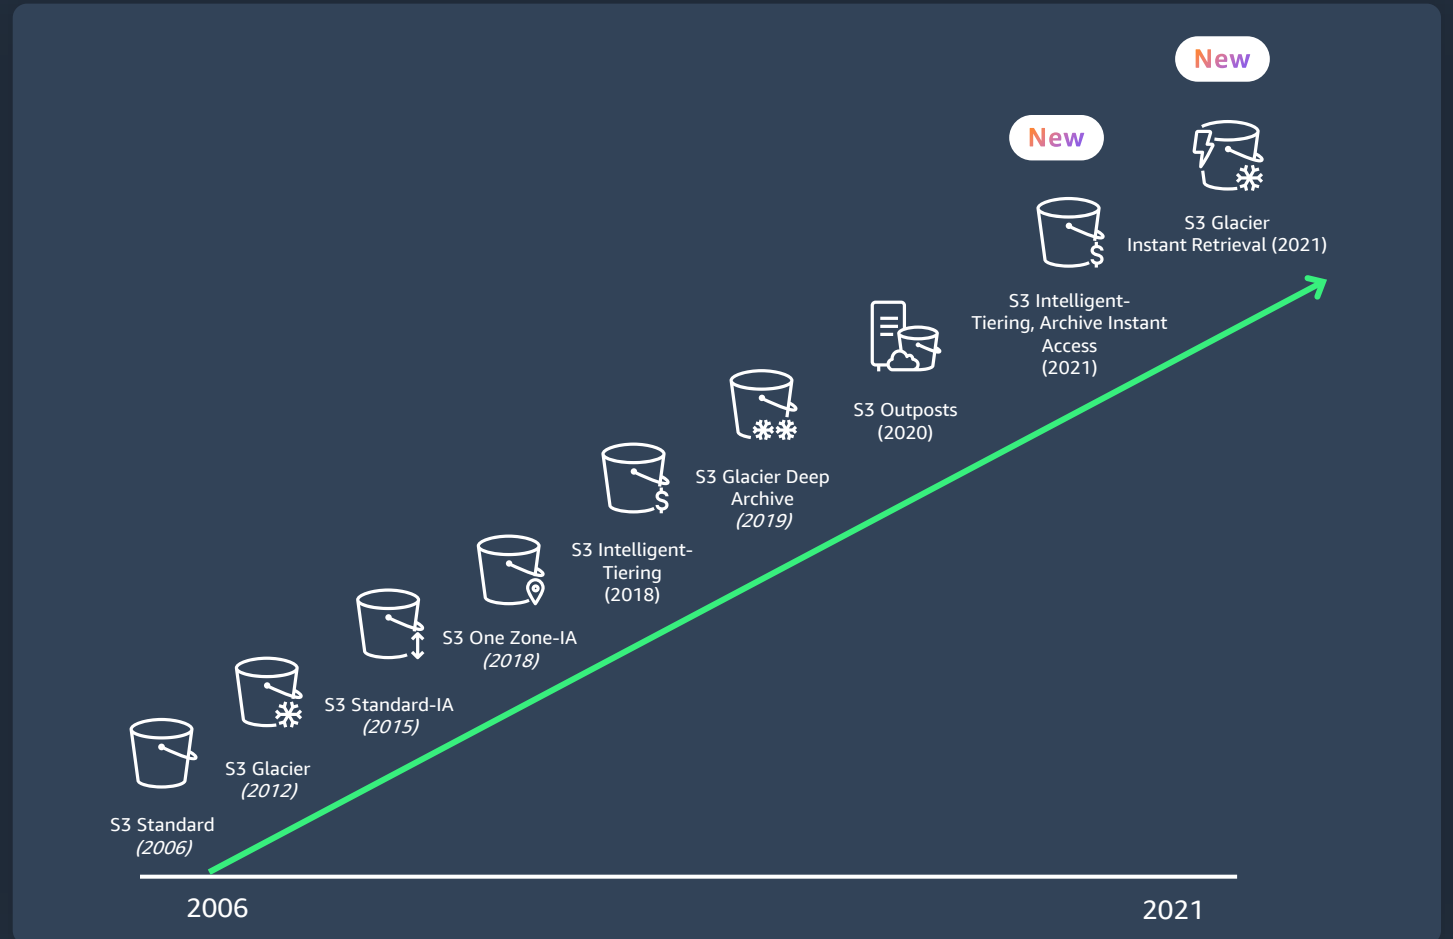 New
New
S3 Glacier
Instant Retrieval (2021)
S3 Intelligent-
Tiering, Archive Instant
Access
(2021)
S3 Outposts
(2020)
S3 Glacier Deep
Archive
(2019)
S3 Intelligent-
Tiering
(2018)
S3 One Zone-IA
(2018)
S3 Standard-IA
(2015)
S3 Glacier
(2012)
S3 Standard
(2006)
2006
2021